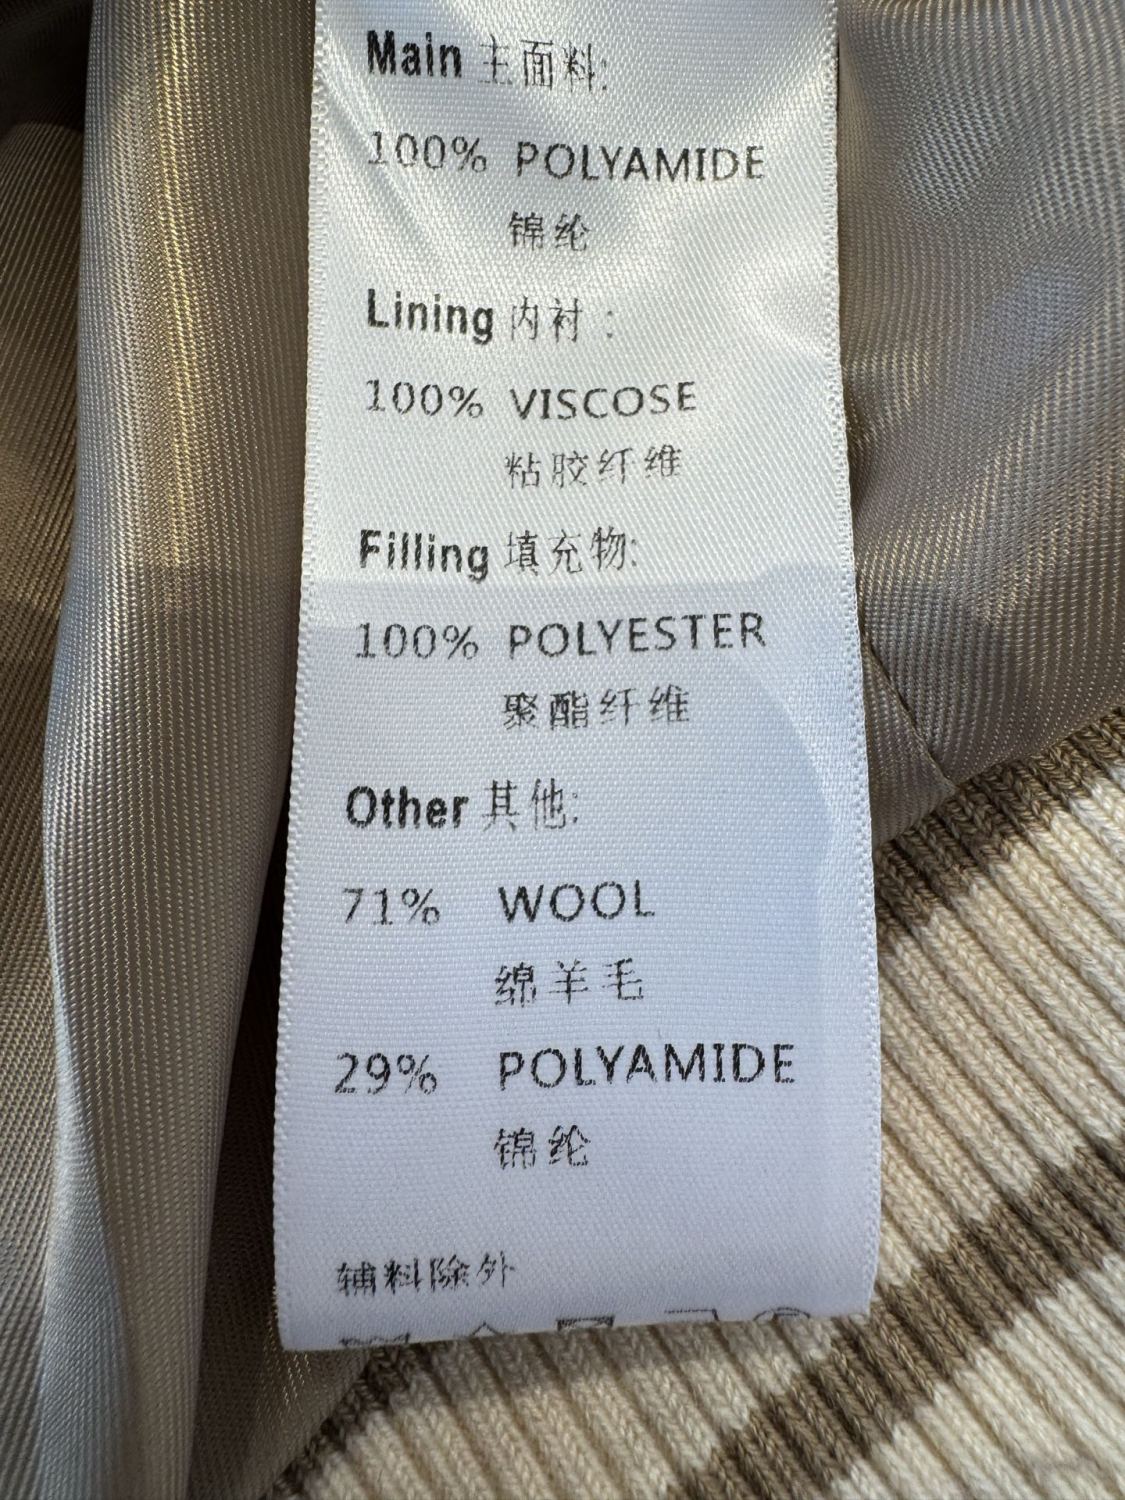 Main 主面料:
100% POLYAMIDE
锦纶
Lining 内衬 :
100% VISCOSE
粘胶纤维
Filling 填充物:
100% POLYESTER
聚酯纤维
Other 其他:
71% WOOL
绵羊毛
29% POLYAMIDE
锦纶
辅料除外